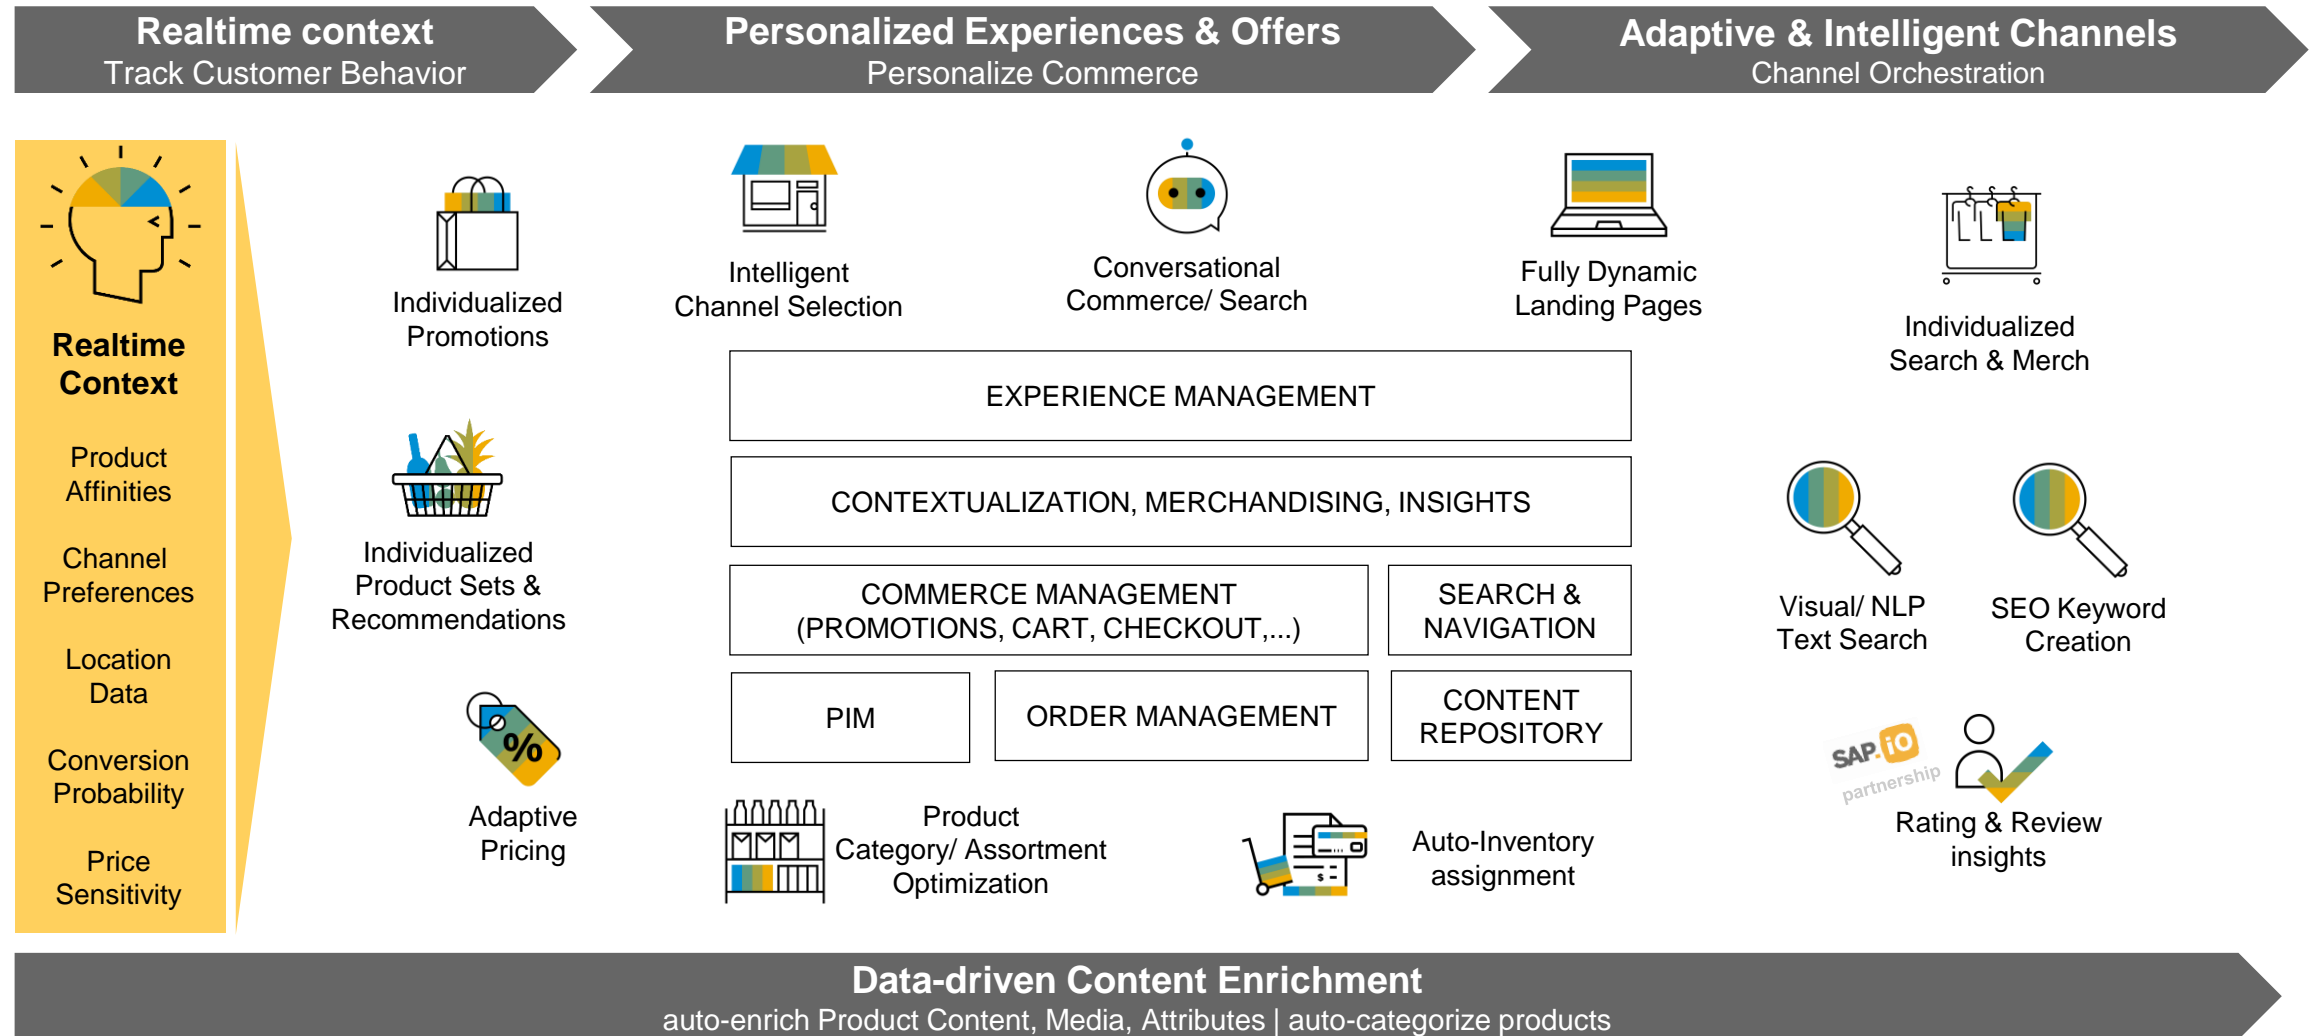 Realtime context
Track Customer Behavior
Personalized Experiences & Offers
Personalize Commerce
Adaptive & Intelligent Channels
Channel Orchestration
Realtime
Context
Product
Affinities
Channel
Preferences
Location
Data
Conversion
Probability
Price
Sensitivity
Individualized
Promotions
Individualized
Product Sets &
Recommendations
%
Adaptive
Pricing
Intelligent
Channel Selection
Conversational
Commerce/ Search
Fully Dynamic
Landing Pages
EXPERIENCE MANAGEMENT
CONTEXTUALIZATION, MERCHANDISING, INSIGHTS
COMMERCE MANAGEMENT
(PROMOTIONS, CART, CHECKOUT,...)
SEARCH &
NAVIGATION
PIM
ORDER MANAGEMENT
CONTENT
REPOSITORY
Product
Category/ Assortment
Optimization
$
Auto-Inventory
assignment
Individualized
Search & Merch
Visual/ NLP
Text Search
SEO Keyword
Creation
SAP.iO
partnership
Rating & Review
insights
Data-driven Content Enrichment
auto-enrich Product Content, Media, Attributes | auto-categorize products